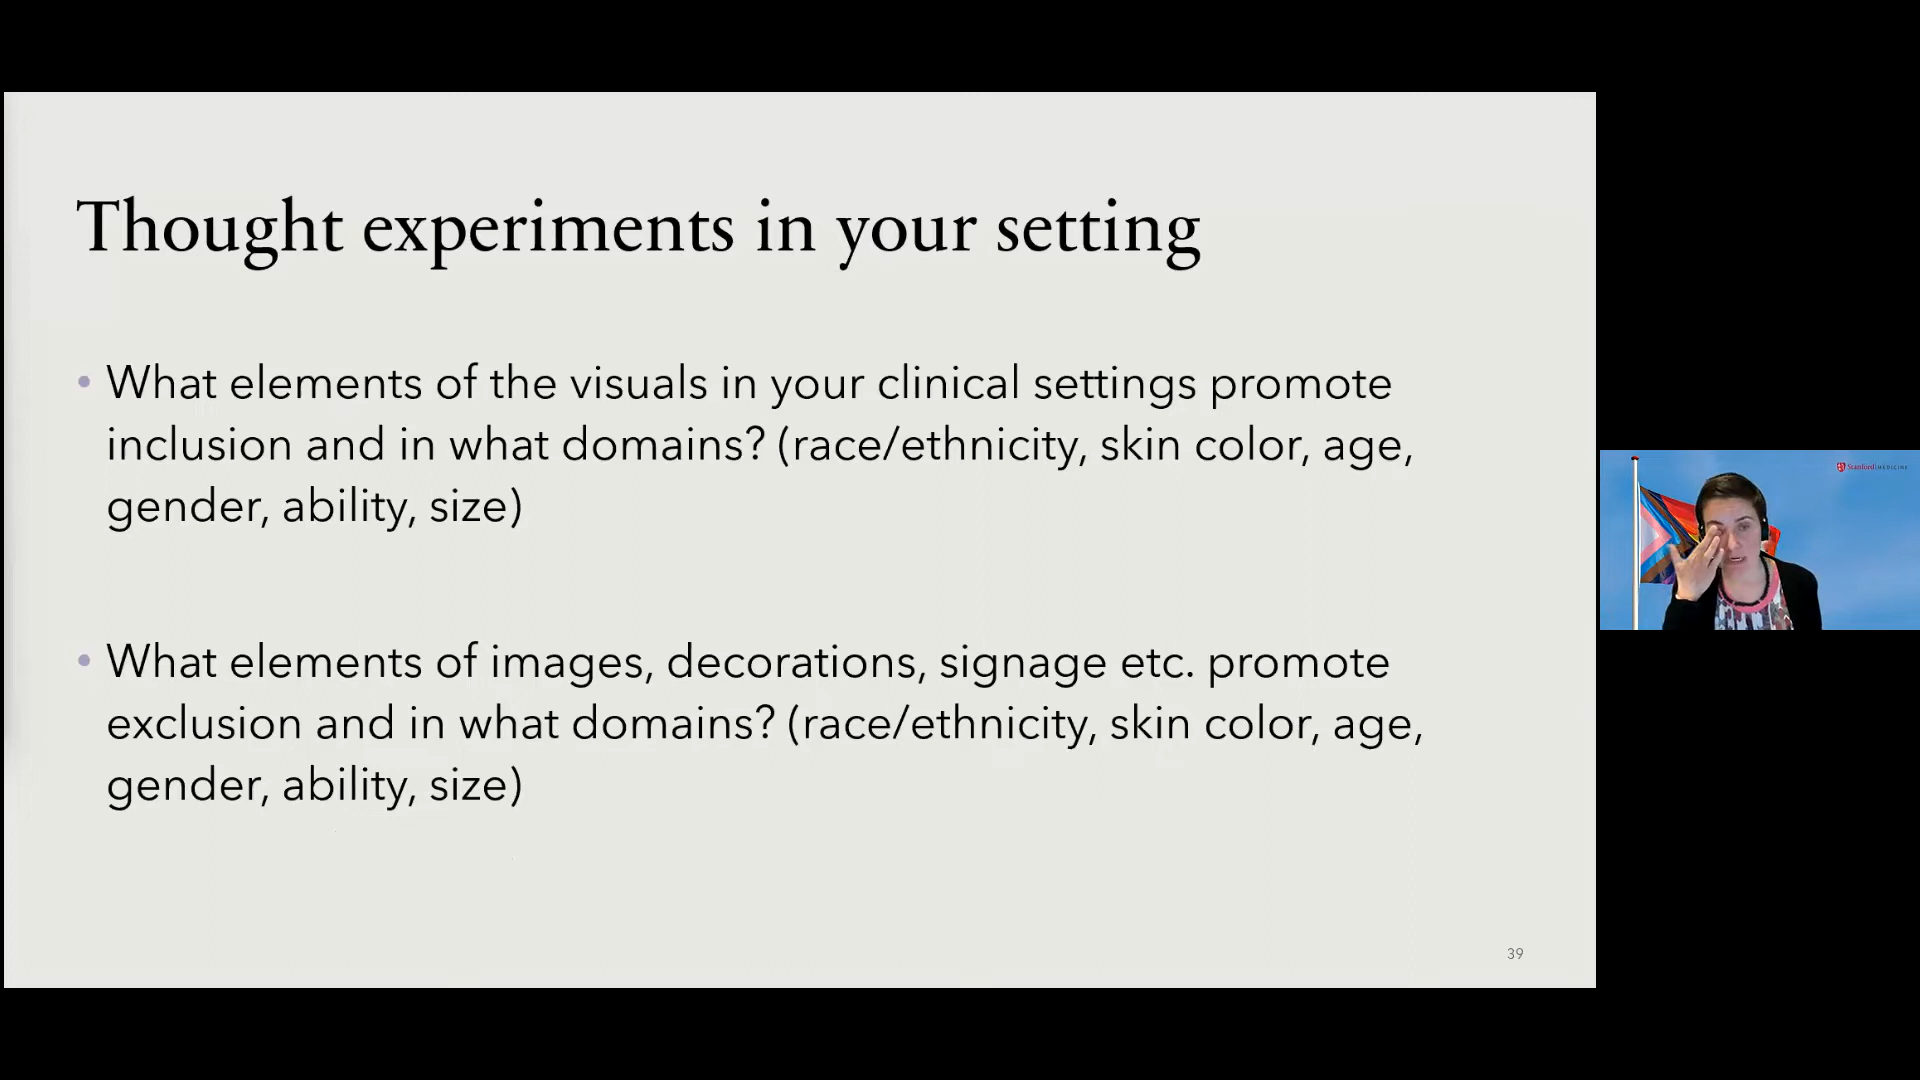 Thought experiments in your setting
• What elements of the visuals in your clinical settings promote
inclusion and in what domains? (race/ethnicity, skin color, age,
gender, ability, size)
• What elements of images, decorations, signage etc. promote
exclusion and in what domains? (race/ethnicity, skin color, age,
gender, ability, size)
39
Stanford MEDICINE